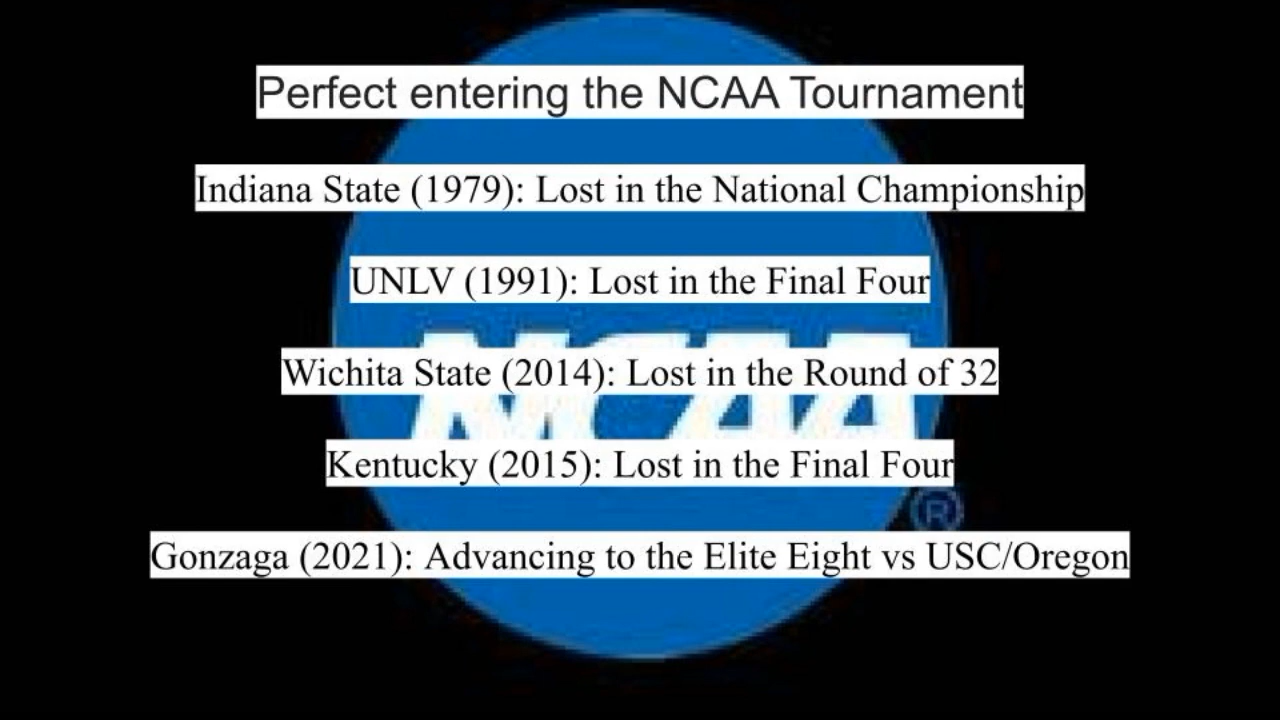 Perfect entering the NCAA Tournament
Indiana State (1979): Lost in the National Championship
UNLV (1991): Lost in the Final Four
Wichita State (2014): Lost in the Round of 32
NCAA
Kentucky (2015): Lost in the Final Four
®
Gonzaga (2021): Advancing to the Elite Eight vs USC/Oregon